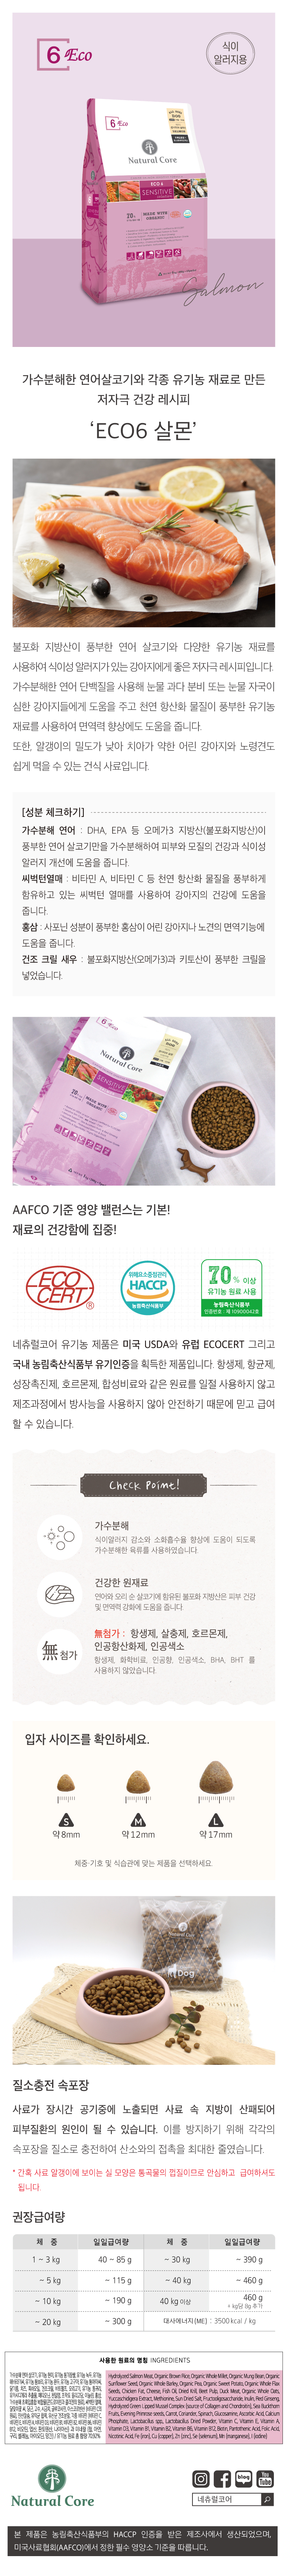 6 Eco
식이
알러지용
6 Eco
Natural Core
ECO 6
SENSITIVE
MADE WITH
ORGANIC!
Salmon
가수분해한 연어살코기와 각종 유기농 재료로 만든
저자극 건강 레시피
‘ECO6 살몬’
불포화 지방산이 풍부한 연어 살코기와 다양한 유기농 재료를
사용하여 식이성 알러지가 있는 강아지에게 좋은 저자극 레시피입니다.
가수분해한 연어 단백질을 사용해 눈물 과다 분비 또는 눈물 자국이
심한 강아지들에게 도움을 주고 천연 항산화 물질이 풍부한 유기농
재료를 사용하여 면역력 향상에도 도움을 줍니다.
또한, 알갱이의 밀도가 낮아 치아가 약한 어린 강아지와 노령견도
쉽게 먹을 수 있는 건식 사료입니다.
[성분 체크하기]
가수분해 연어 : DHA, EPA 등 오메가3 지방산(불포화지방산)이
풍부한 연어 살코기만을 가수분해하여 피부와 모질의 건강과 식이성
알러지 개선에 도움을 줍니다.
씨벅턴열매 : 비타민 A, 비타민 C 등 천연 항산화 물질을 풍부하게
함유하고 있는 씨벅턴 열매를 사용하여 강아지의 건강에 도움을
줍니다.
홍삼 : 사포닌 성분이 풍부한 홍삼이 어린 강아지나 노견의 면역기능에
도움을 줍니다.
건조 크릴 새우 : 불포화지방산(오메가3)과 키토산이 풍부한 크릴을
넣었습니다.
Natural Core
SENSITIVE
AAFCO 기준 영양 밸런스는 기본!
재료의 건강함에 집중!
ECO
CERT®
위해요소중점관리
HACCP
농림축산식품부
70% 이상
유기농 원료 사용
농림축산식품부
네츄럴코어 유기농 제품은 미국 USDA와 유럽 ECOCERT 그리고
국내 농림축산식품부 유기인증을 획득한 제품입니다. 항생제, 항균제,
성장촉진제, 호르몬제, 합성비료와 같은 원료를 일절 사용하지 않고
제조과정에서 방사능을 사용하지 않아 안전하기 때문에 믿고 급여
할 수 있습니다.
Check Point!
가수분해
식이알러지 감소와 소화흡수율 향상에 도움이 되도록
가수분해한 육류를 사용하였습니다.
건강한 원재료
연어와 오리 순 살코기에 함유된 불포화 지방산은 피부 건강
및 면역력 강화에 도움을 줍니다.
無 첨가
無첨가 : 항생제, 살충제, 호르몬제,
인공항산화제, 인공색소
항생제, 화학비료, 인공향, 인공색소, BHA, BHT 를
사용하지 않았습니다.
입자 사이즈를 확인하세요.
S M L
약8mm 약12mm 약17mm
체중·기호 및 식습관에 맞는 제품을 선택하세요.
Natural Core
Dog
질소충전 속포장
사료가 장시간 공기중에 노출되면 사료 속 지방이 산패되어
피부질환의 원인이 될 수 있습니다. 이를 방지하기 위해 각각의
속포장을 질소로 충전하여 산소와의 접촉을 최대한 줄였습니다.
* 간혹 사료 알갱이에 보이는 실 모양은 통곡물의 껍질이므로 안심하고 급여하셔도
됩니다.
권장급여량
체 중 일일급여량 체 중 일일급여량
1 ~ 3 kg 40 ~ 85 g ~ 30 kg ~ 390 g
~ 5 kg ~ 115 g ~ 40 kg ~ 460 g
~ 10 kg ~ 190 g 40 kg 이상 460 g
+ kg당 8g 추가
~ 20 kg ~ 300 g 대사에너지(ME) : 3500 kcal / kg
사용한 원료의 명칭 INGREDIENTS
Natural Core
blog
You
Tube
네츄럴코어
본 제품은 농림축산식품부의 HACCP 인증을 받은 제조사에서 생산되었으며,
미국사료협회(AAFCO)에서 정한 필수 영양소 기준을 따릅니다.